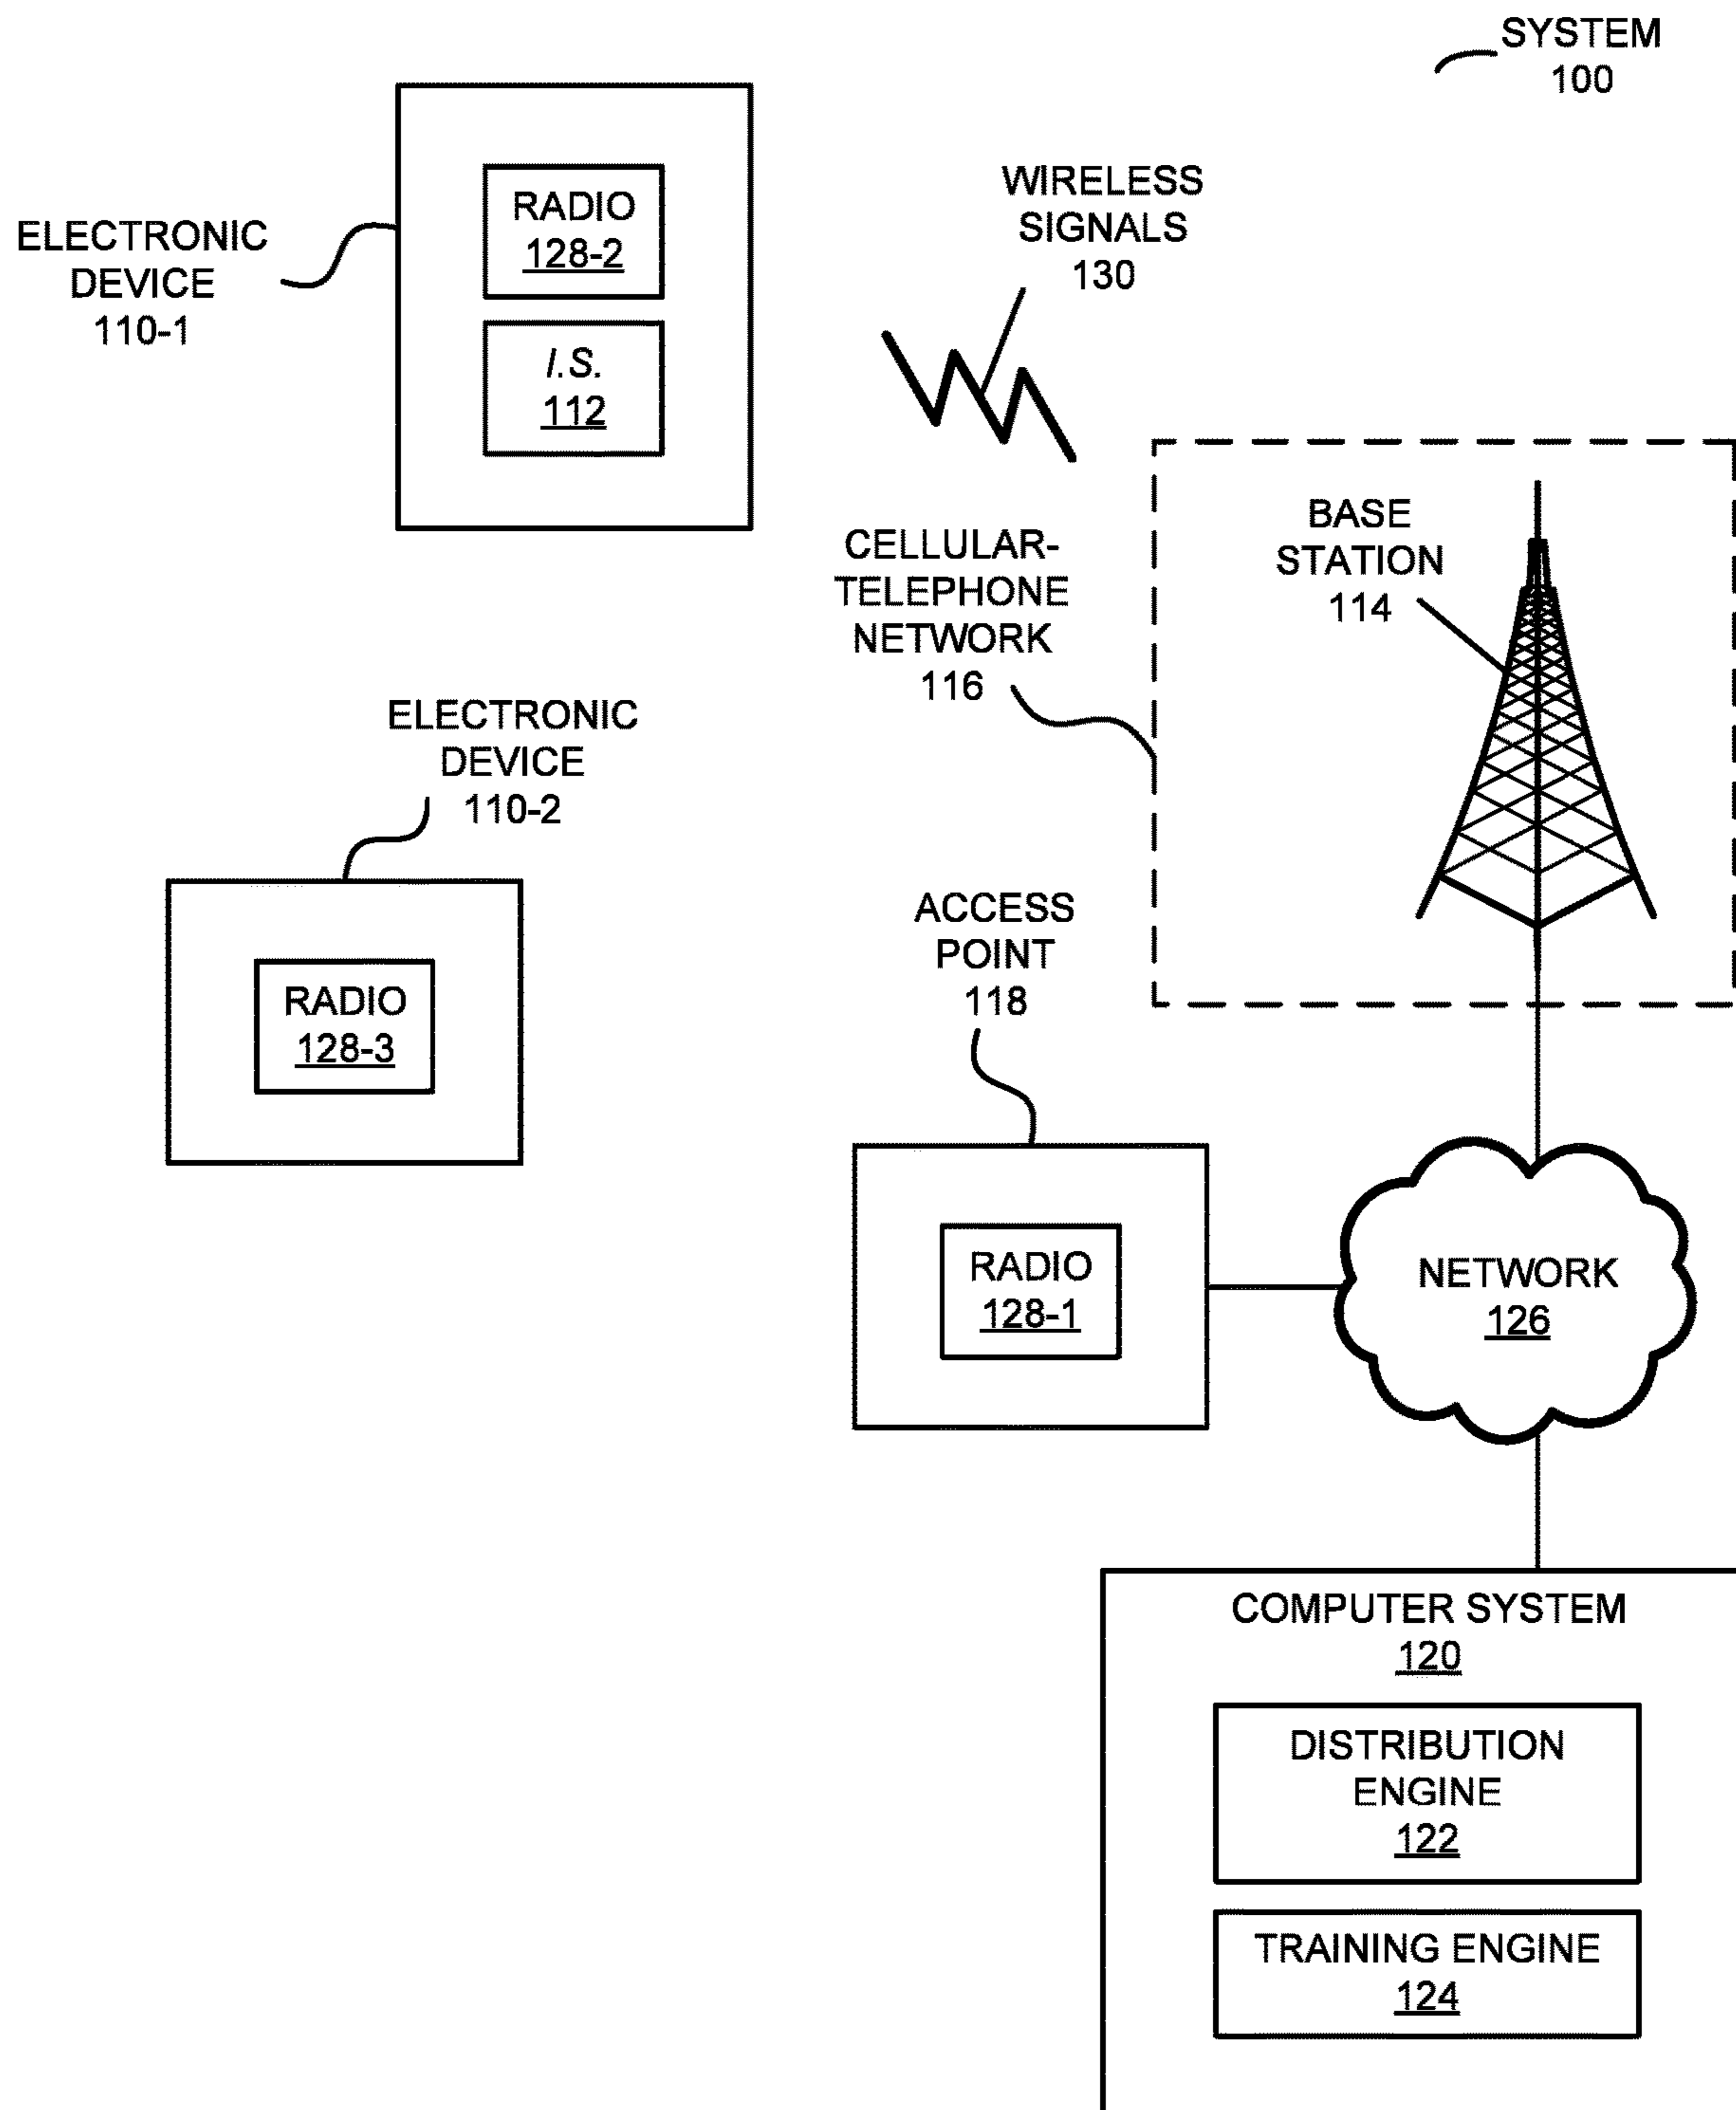 SYSTEM
100
WIRELESS
SIGNALS
130
ELECTRONIC
DEVICE
110-1
RADIO
128-2
I.S.
112
CELLULAR-
TELEPHONE
NETWORK
116
BASE
STATION
114
ELECTRONIC
DEVICE
110-2
RADIO
128-3
ACCESS
POINT
118
RADIO
128-1
NETWORK
126
COMPUTER SYSTEM
120
DISTRIBUTION
ENGINE
122
TRAINING ENGINE
124